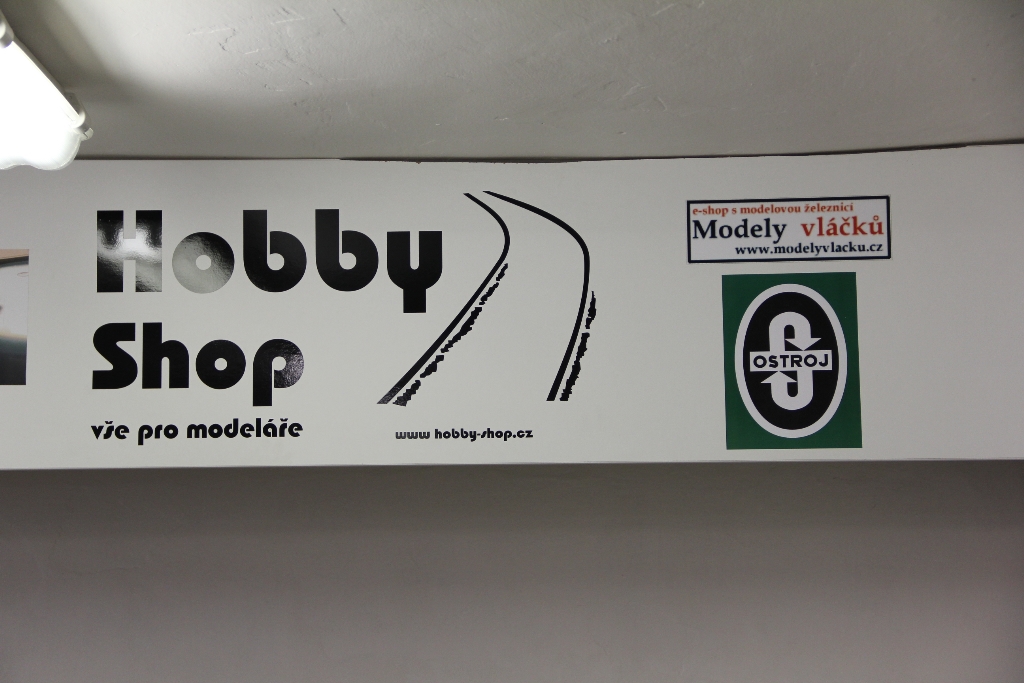 Hobby
Shop
vše pro modeláře
www hobby-shop.cz
e-shop s modelovou železnicí
Modely vláčků
www.modelyvlacku.cz
OSTROJ